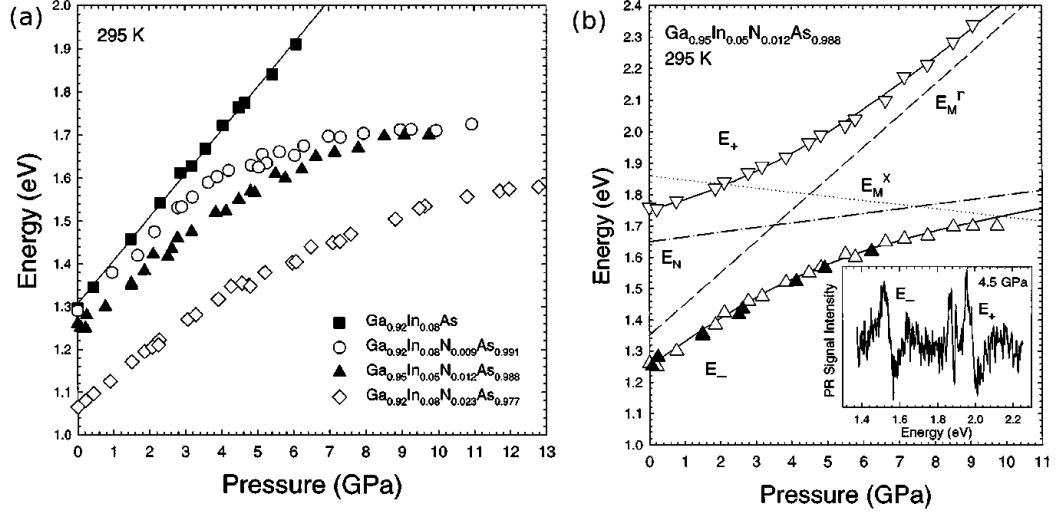 (a)
295 K
2.0
1.9
1.8
1.7
1.6
1.5
1.4
1.3
1.2
1.1
1.0
Energy (eV)
Ga₀.₉₂In₀.₀₈As
Ga₀.₉₂In₀.₀₈N₀.₀₀₉As₀.₉₉₁
Ga₀.₉₅In₀.₀₅N₀.₀₁₂As₀.₉₈₈
Ga₀.₉₂In₀.₀₈N₀.₀₂₃As₀.₉₇₇
0 1 2 3 4 5 6 7 8 9 10 11 12 13
Pressure (GPa)
(b)
Ga₀.₉₅In₀.₀₅N₀.₀₁₂As₀.₉₈₈
295 K
2.4
2.3
2.2
2.1
2.0
1.9
1.8
1.7
1.6
1.5
1.4
1.3
1.2
1.1
1.0
Energy (eV)
E₊
E_M^Γ
E_M^X
E_N
E₋
4.5 GPa
E₋
E₊
PR Signal Intensity
1.4 1.6 1.8 2.0 2.2
Energy (eV)
0 1 2 3 4 5 6 7 8 9 10 11
Pressure (GPa)